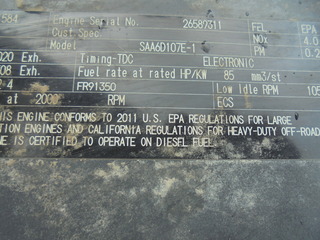 584 Engine Serial No. 26589311 FEL EPA
Cust. Spec. NOx 4.0
Model SAA6D107E-1 PM 0.2
020 Exh. Timing-TDC ELECTRONIC
08 Exh. Fuel rate at rated HP/KW 85 mm3/st
4 FR91350 Low Idle RPM 105
at 2000 RPM ECS
THIS ENGINE CONFORMS TO 2011 U.S. EPA REGULATIONS FOR LARGE
ITION ENGINES AND CALIFORNIA REGULATIONS FOR HEAVY-DUTY OFF-ROAD
NE IS CERTIFIED TO OPERATE ON DIESEL FUEL.